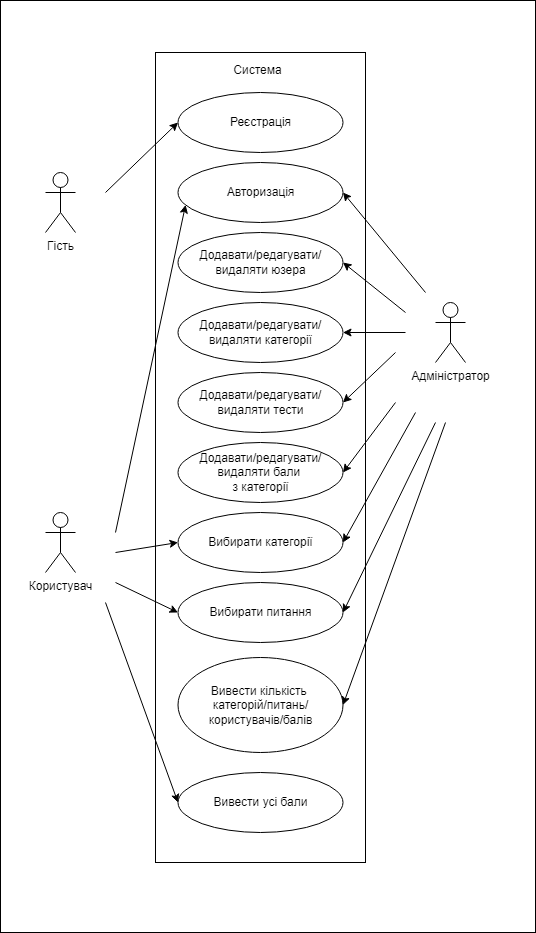 Система
Реєстрація
Авторизація
Гість
Додавати/редагувати/
видаляти юзера
Додавати/редагувати/
видаляти категорії
Адміністратор
Додавати/редагувати/
видаляти тести
Додавати/редагувати/
видаляти бали
з категорії
Вибирати категорії
Користувач
Вибирати питання
Вивести кількість
категорій/питань/
користувачів/балів
Вивести усі бали